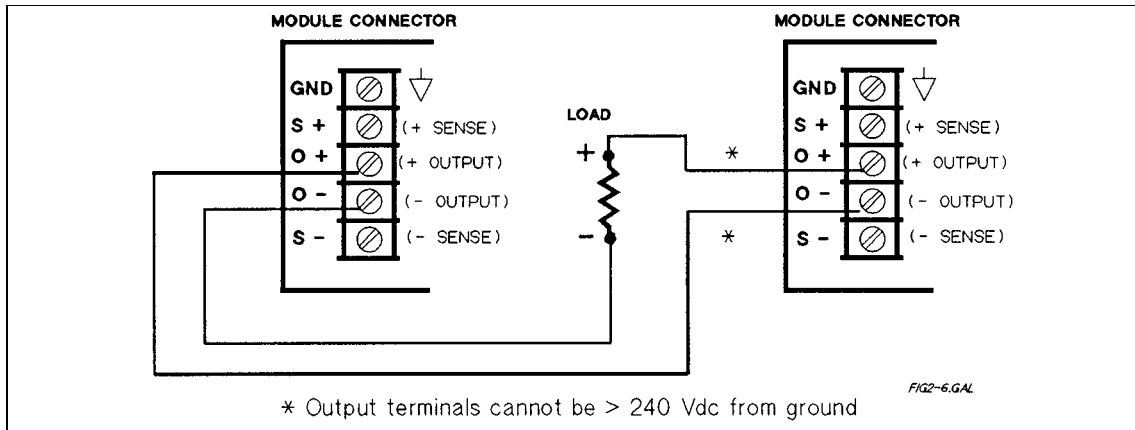 MODULE CONNECTOR
GND
S +
(+ SENSE)
O +
(+ OUTPUT)
O -
(- OUTPUT)
S -
(- SENSE)
LOAD
+
-
*
*
MODULE CONNECTOR
GND
S +
(+ SENSE)
O +
(+ OUTPUT)
O -
(- OUTPUT)
S -
(- SENSE)
FIG2-6.GAL
* Output terminals cannot be > 240 Vdc from ground